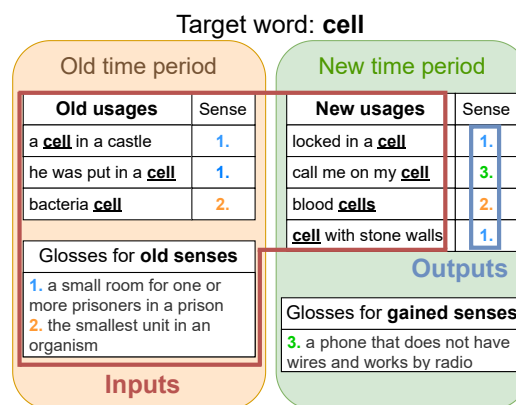 Target word: cell
Old time period
Old usages Sense
a cell in a castle 1.
he was put in a cell 1.
bacteria cell 2.
Glosses for old senses
1. a small room for one or
more prisoners in a prison
2. the smallest unit in an
organism
Inputs
New time period
New usages Sense
locked in a cell 1.
call me on my cell 3.
blood cells 2.
cell with stone walls 1.
Outputs
Glosses for gained senses
3. a phone that does not have
wires and works by radio